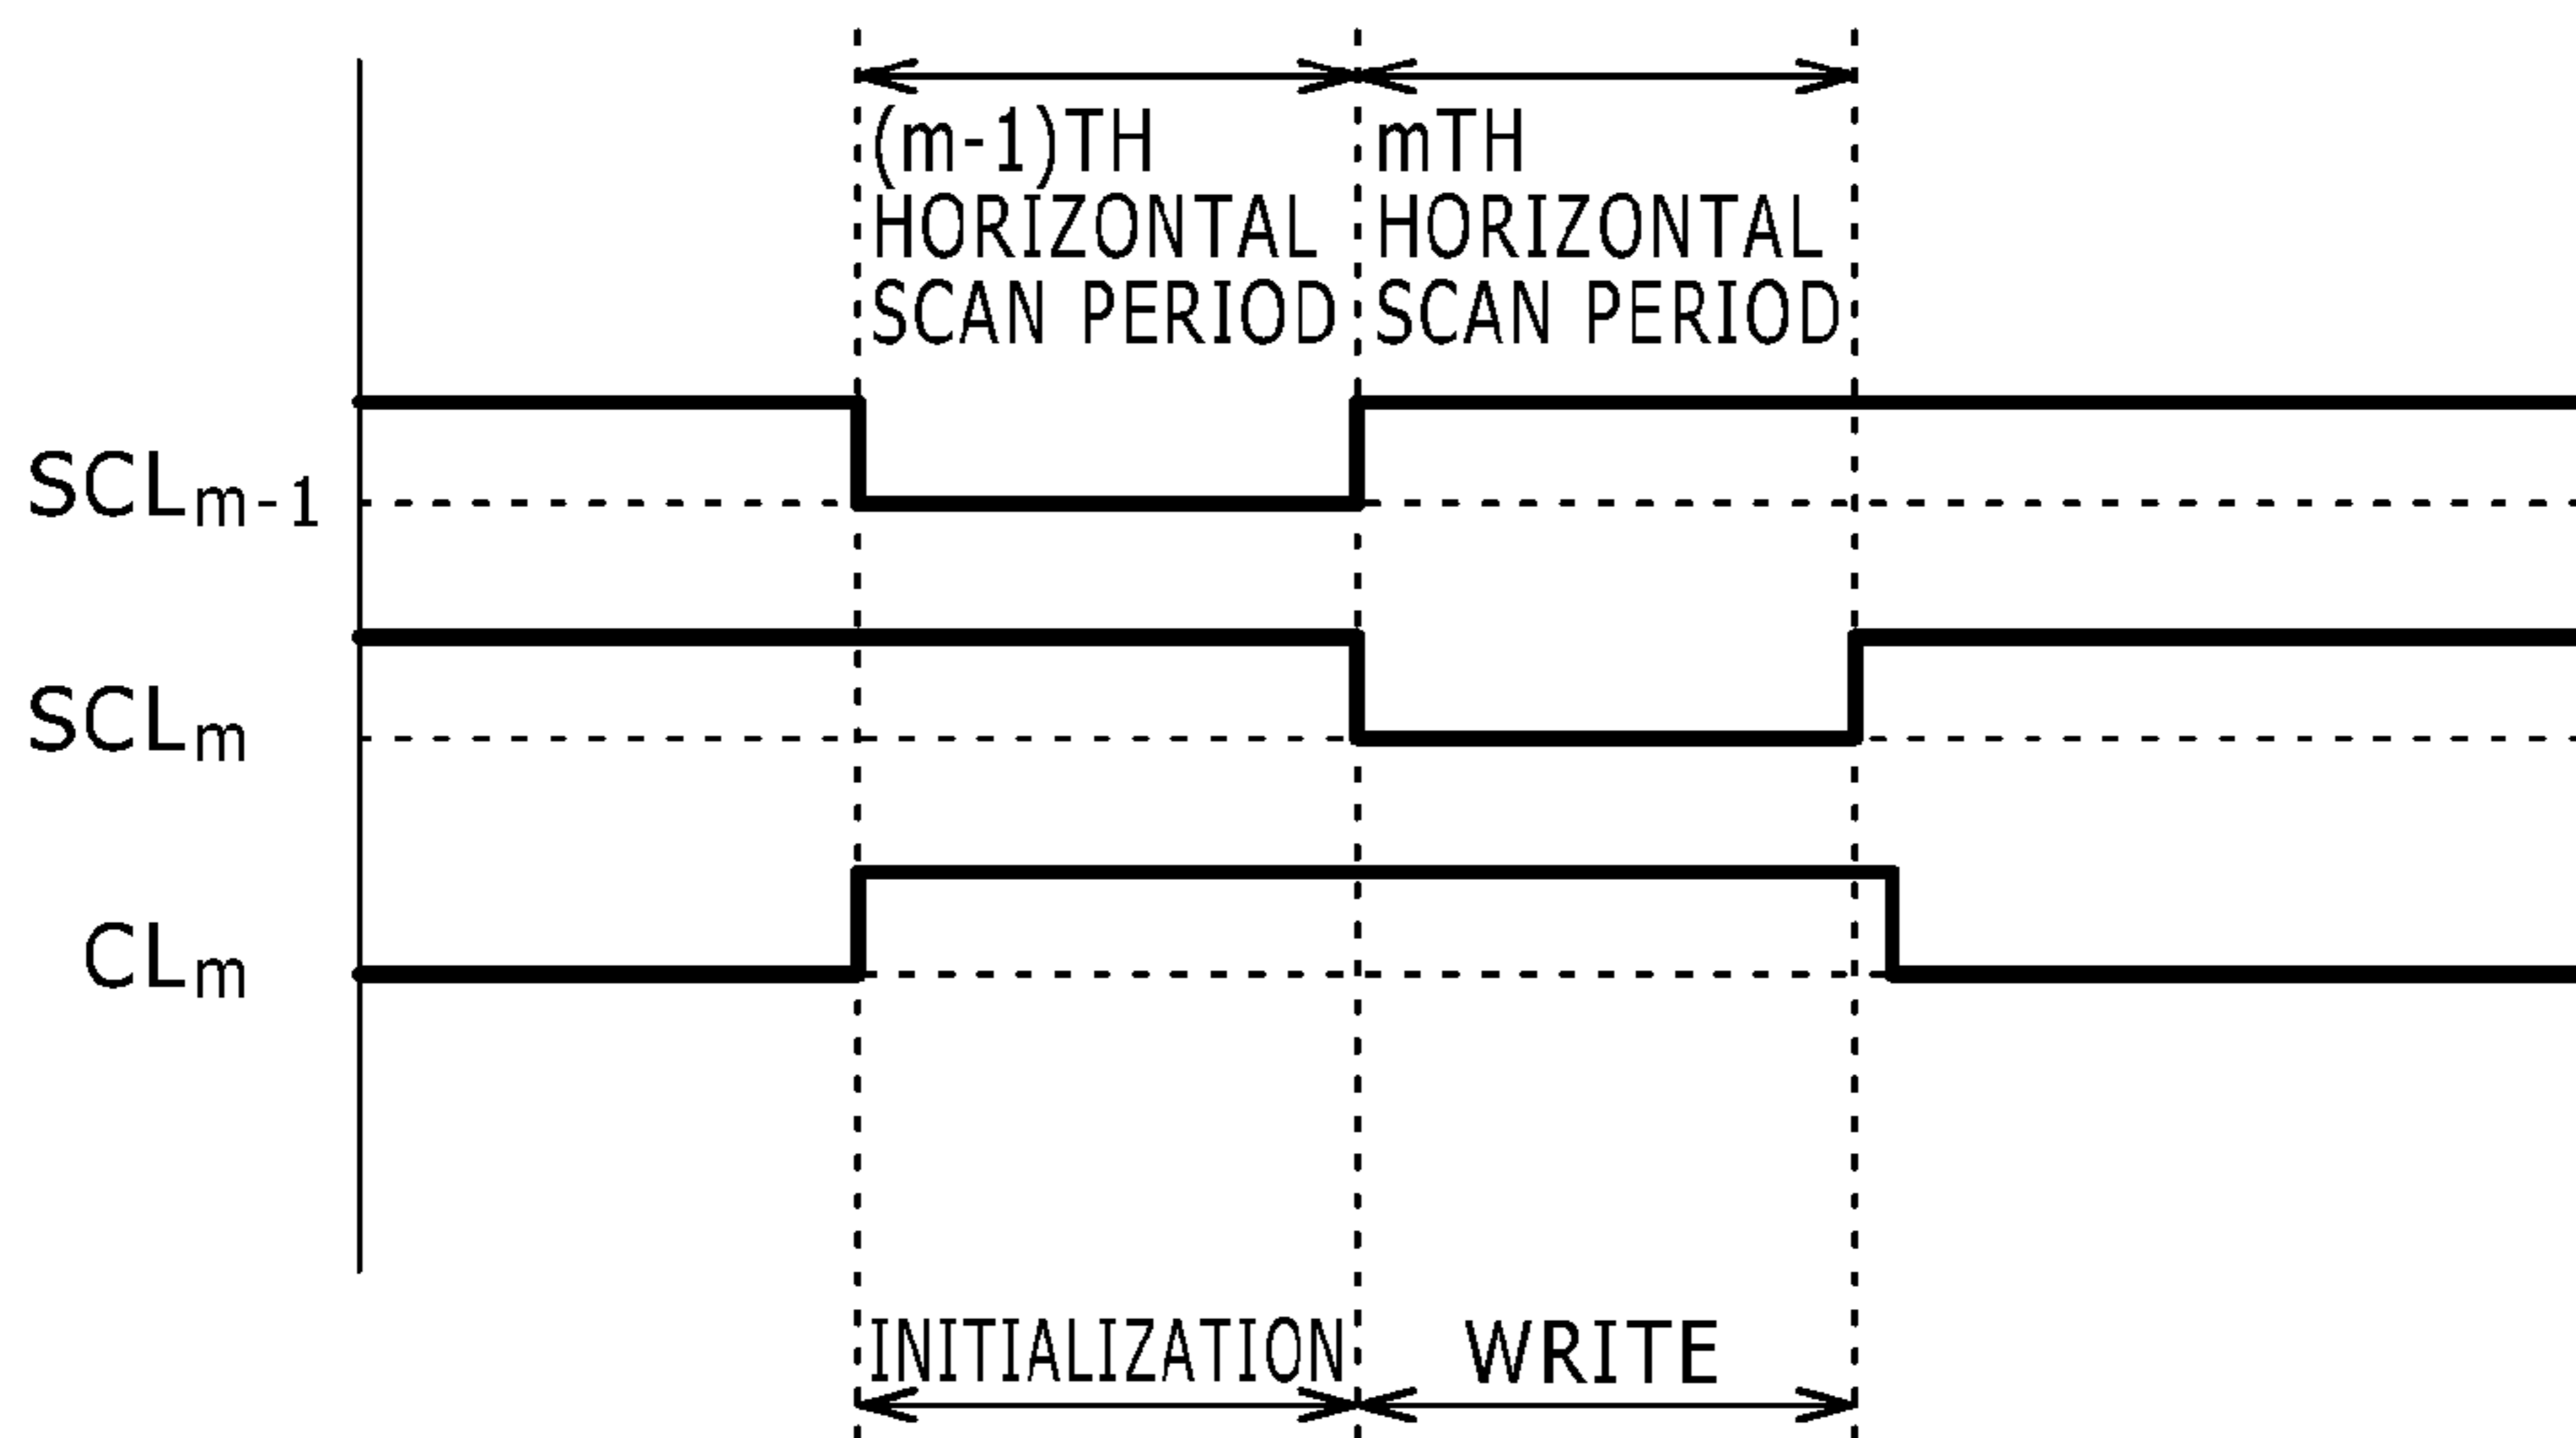 (m-1)TH
HORIZONTAL
SCAN PERIOD
mTH
HORIZONTAL
SCAN PERIOD
SCLm-1
SCLm
CLm
INITIALIZATION
WRITE